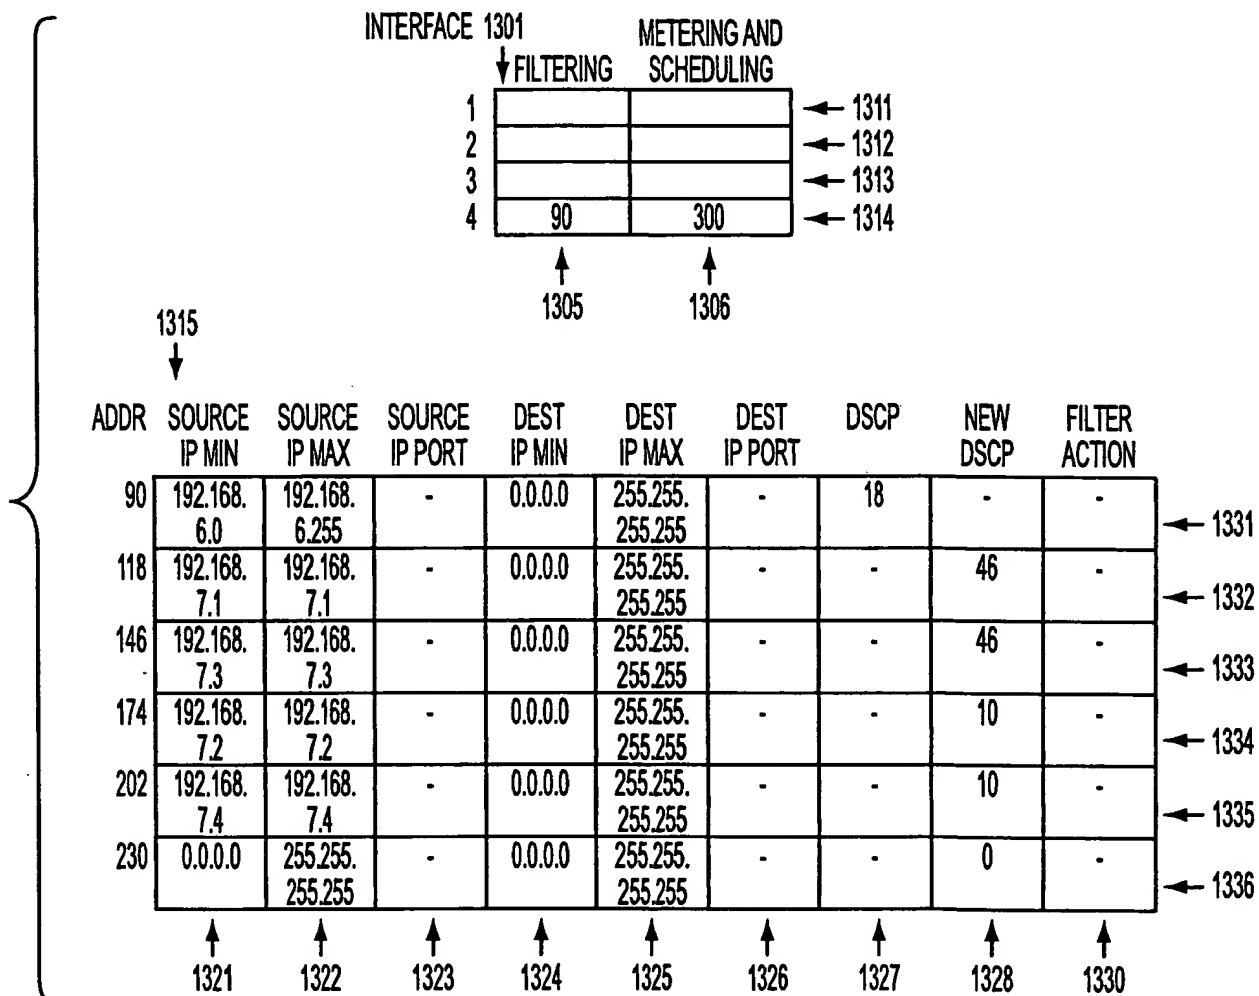 INTERFACE 1301
METERING AND
FILTERING SCHEDULING
1 1311
2 1312
3 1313
4 90 300 1314
1305 1306
1315
ADDR SOURCE SOURCE SOURCE DEST DEST DEST DSCP NEW FILTER
IP MIN IP MAX IP PORT IP MIN IP MAX IP PORT DSCP ACTION
90 192.168. 192.168. - 0.0.0.0 255.255. - 18 - -
6.0 6.255 255.255 1331
118 192.168. 192.168. - 0.0.0.0 255.255. - - 46 -
7.1 7.1 255.255 1332
146 192.168. 192.168. - 0.0.0.0 255.255. - - 46 -
7.3 7.3 255.255 1333
174 192.168. 192.168. - 0.0.0.0 255.255. - - 10 -
7.2 7.2 255.255 1334
202 192.168. 192.168. - 0.0.0.0 255.255. - - 10 -
7.4 7.4 255.255 1335
230 0.0.0.0 255.255. - 0.0.0.0 255.255. - - 0 -
255.255 255.255 1336
1321 1322 1323 1324 1325 1326 1327 1328 1330